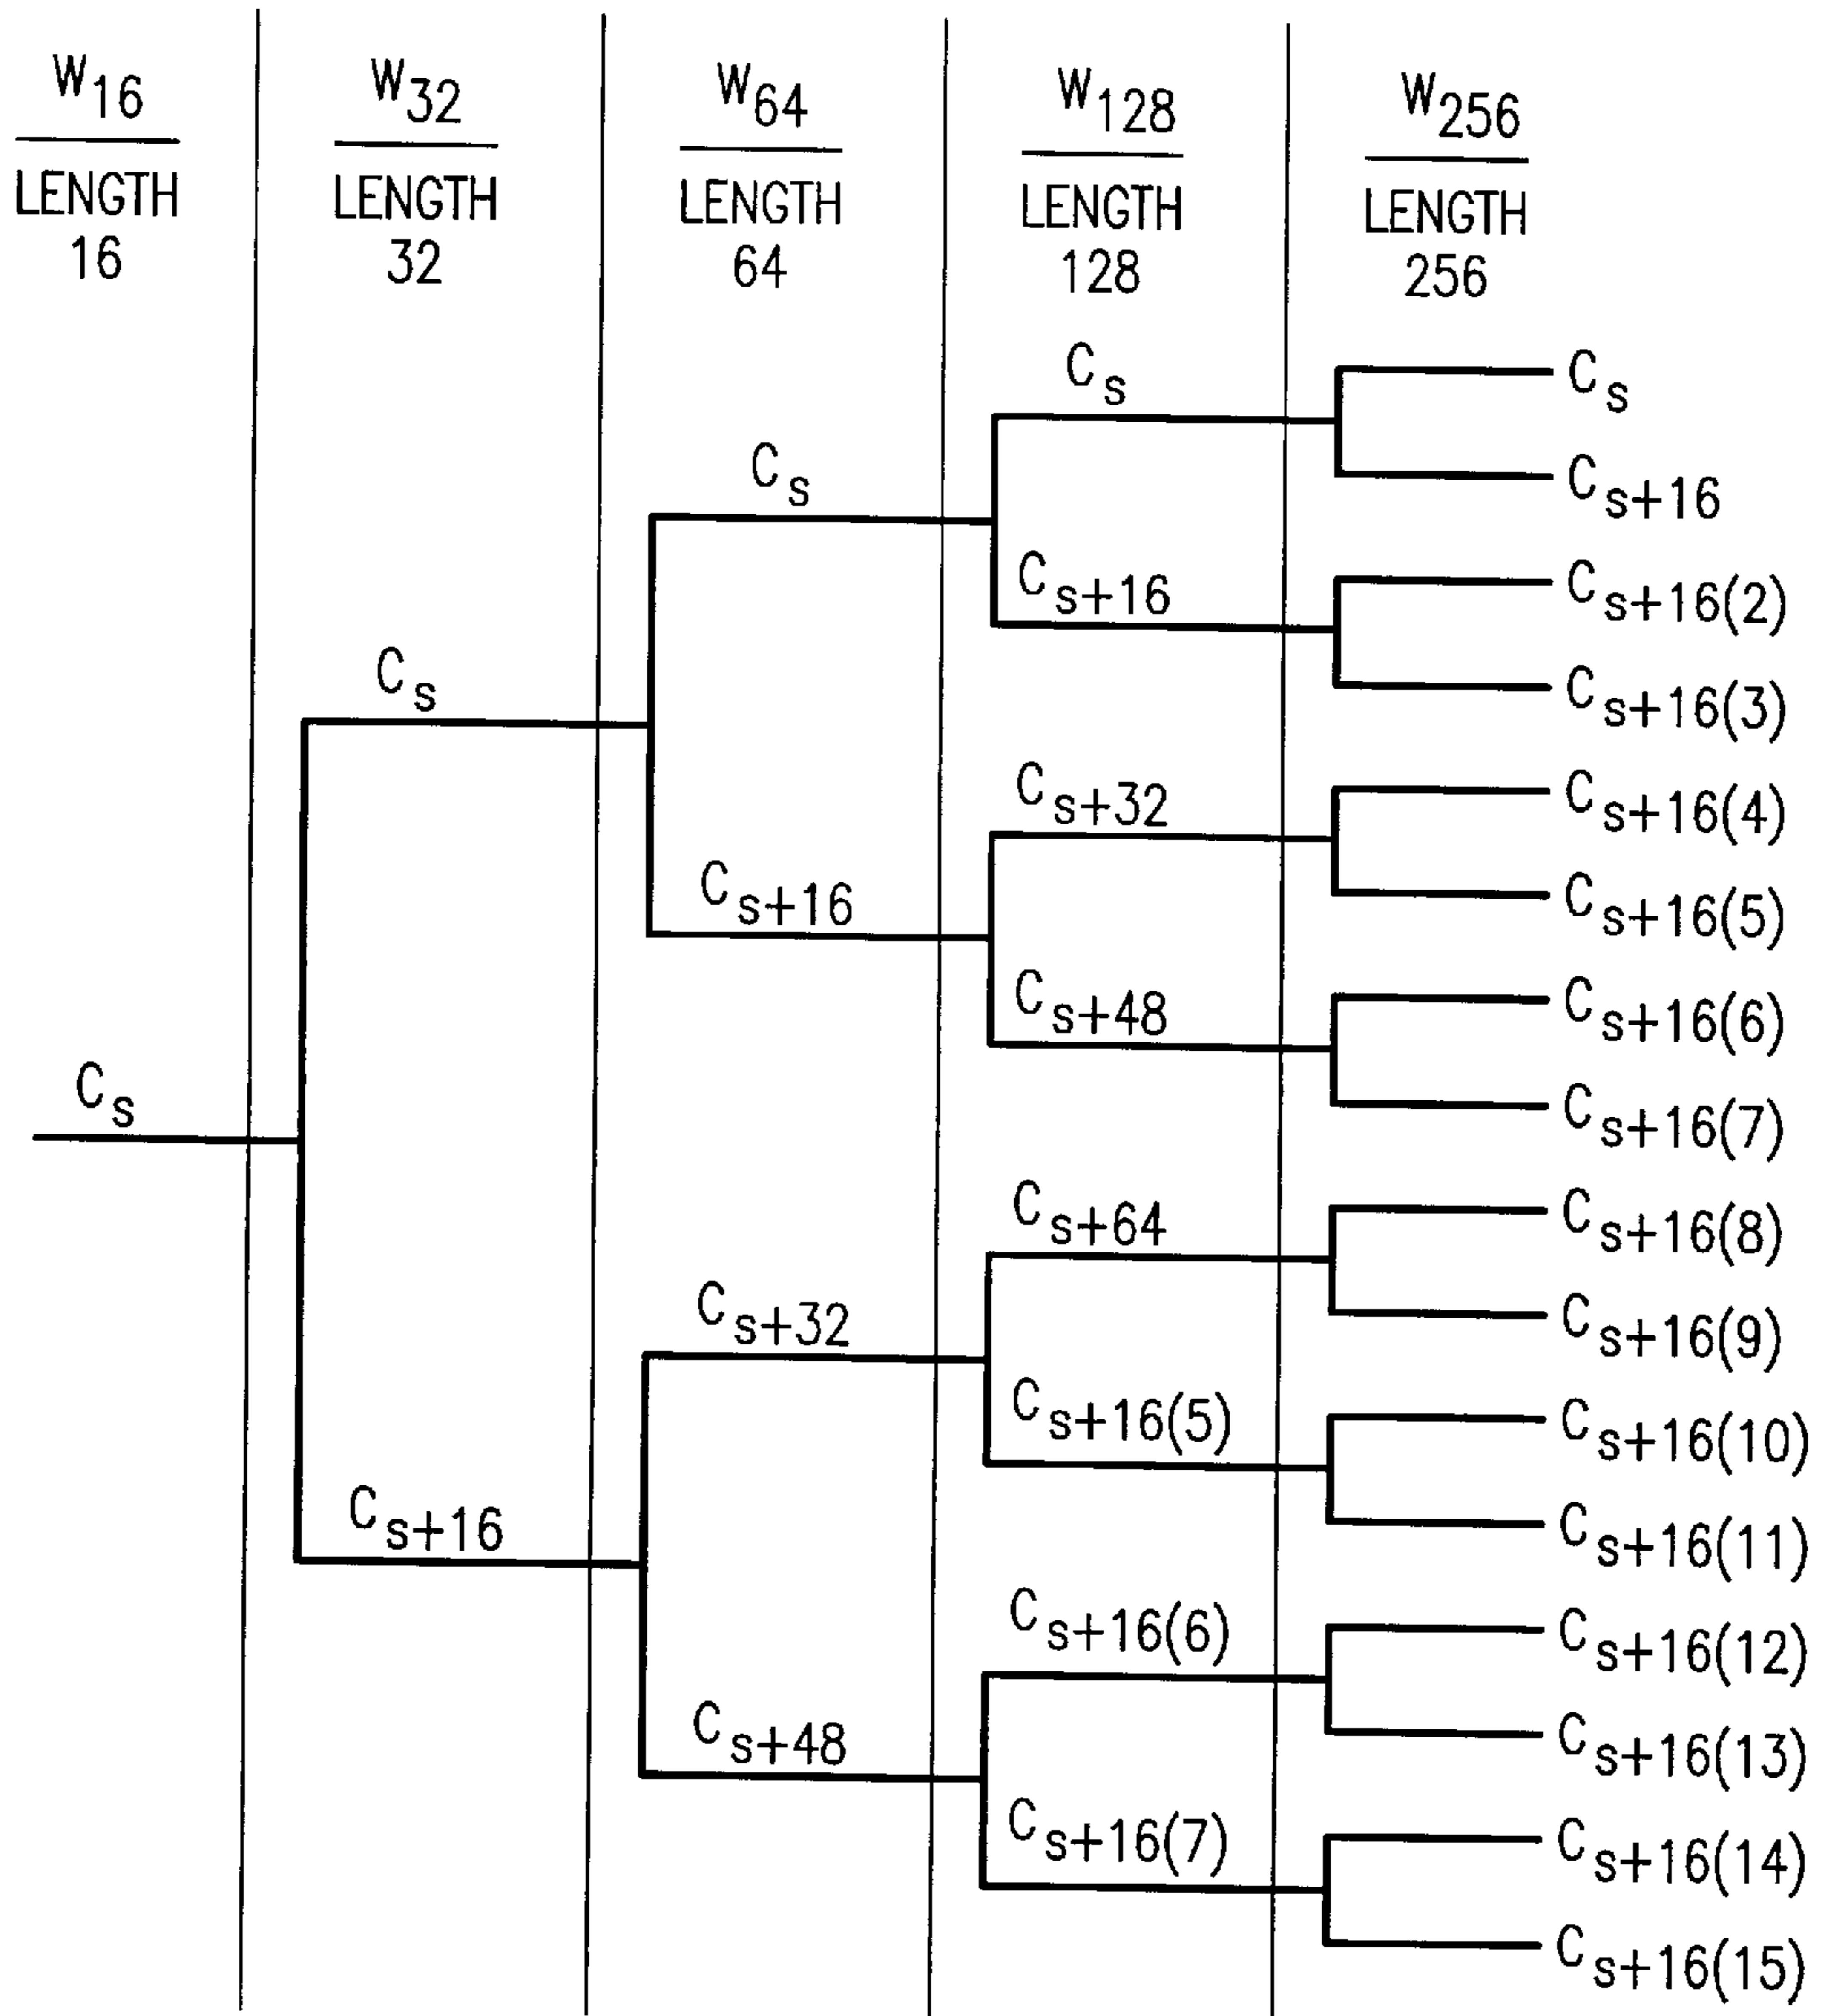 W16
LENGTH
16
W32
LENGTH
32
W64
LENGTH
64
W128
LENGTH
128
W256
LENGTH
256
Cs
Cs
Cs+16
Cs
Cs+16
Cs+32
Cs+48
Cs
Cs+16
Cs+32
Cs+48
Cs+64
Cs+16(5)
Cs+16(6)
Cs+16(7)
Cs
Cs+16
Cs+16(2)
Cs+16(3)
Cs+16(4)
Cs+16(5)
Cs+16(6)
Cs+16(7)
Cs+16(8)
Cs+16(9)
Cs+16(10)
Cs+16(11)
Cs+16(12)
Cs+16(13)
Cs+16(14)
Cs+16(15)